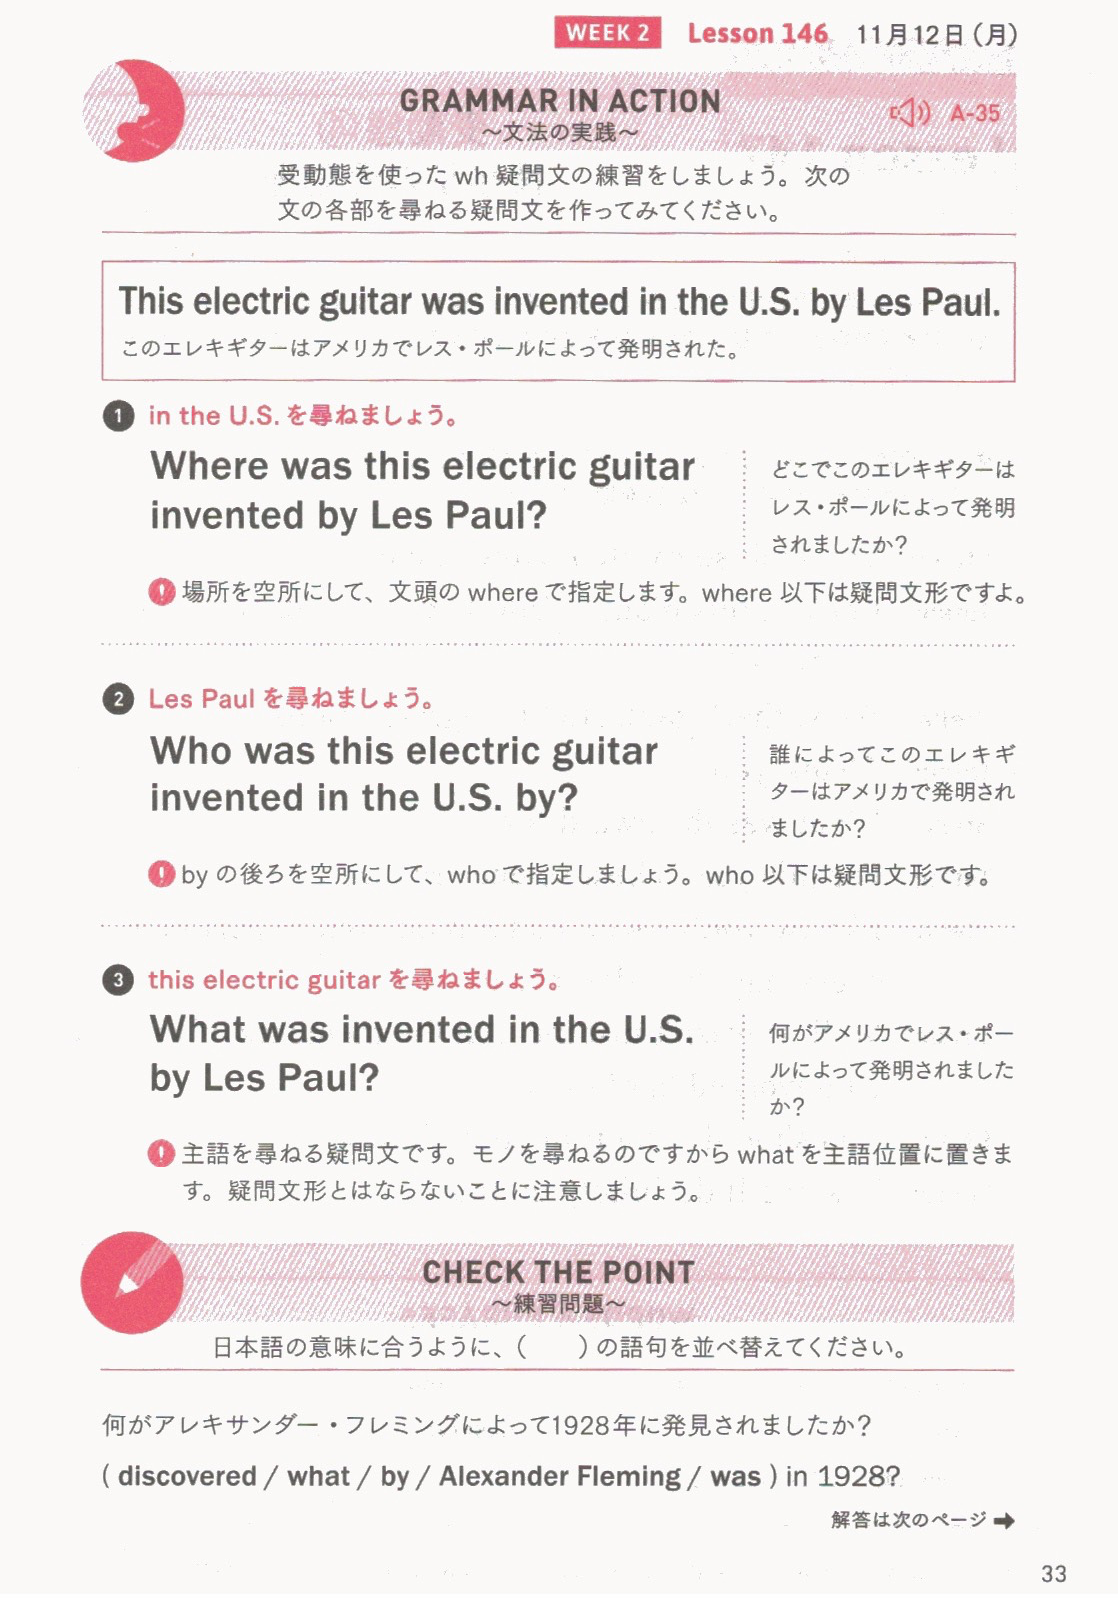 WEEK 2 Lesson 146 11月12日（月）
GRAMMAR IN ACTION
～文法の実践～
A-35
受動態を使った wh 疑問文の練習をしましょう。次の
文の各部を尋ねる疑問文を作ってみてください。
This electric guitar was invented in the U.S. by Les Paul.
このエレキギターはアメリカでレス・ポールによって発明された。
1 in the U.S. を尋ねましょう。
Where was this electric guitar
invented by Les Paul?
どこでこのエレキギターは
レス・ポールによって発明
されましたか？
! 場所を空所にして、文頭の where で指定します。where 以下は疑問文形ですよ。
2 Les Paul を尋ねましょう。
Who was this electric guitar
invented in the U.S. by?
誰によってこのエレキギ
ターはアメリカで発明され
ましたか？
! by の後ろを空所にして、who で指定しましょう。who 以下は疑問文形です。
3 this electric guitar を尋ねましょう。
What was invented in the U.S.
by Les Paul?
何がアメリカでレス・ポー
ルによって発明されました
か？
! 主語を尋ねる疑問文です。モノを尋ねるのですから what を主語位置に置きま
す。疑問文形とはならないことに注意しましょう。
CHECK THE POINT
～練習問題～
日本語の意味に合うように、（　　）の語句を並べ替えてください。
何がアレキサンダー・フレミングによって1928年に発見されましたか？
( discovered / what / by / Alexander Fleming / was ) in 1928?
解答は次のページ ➡
33